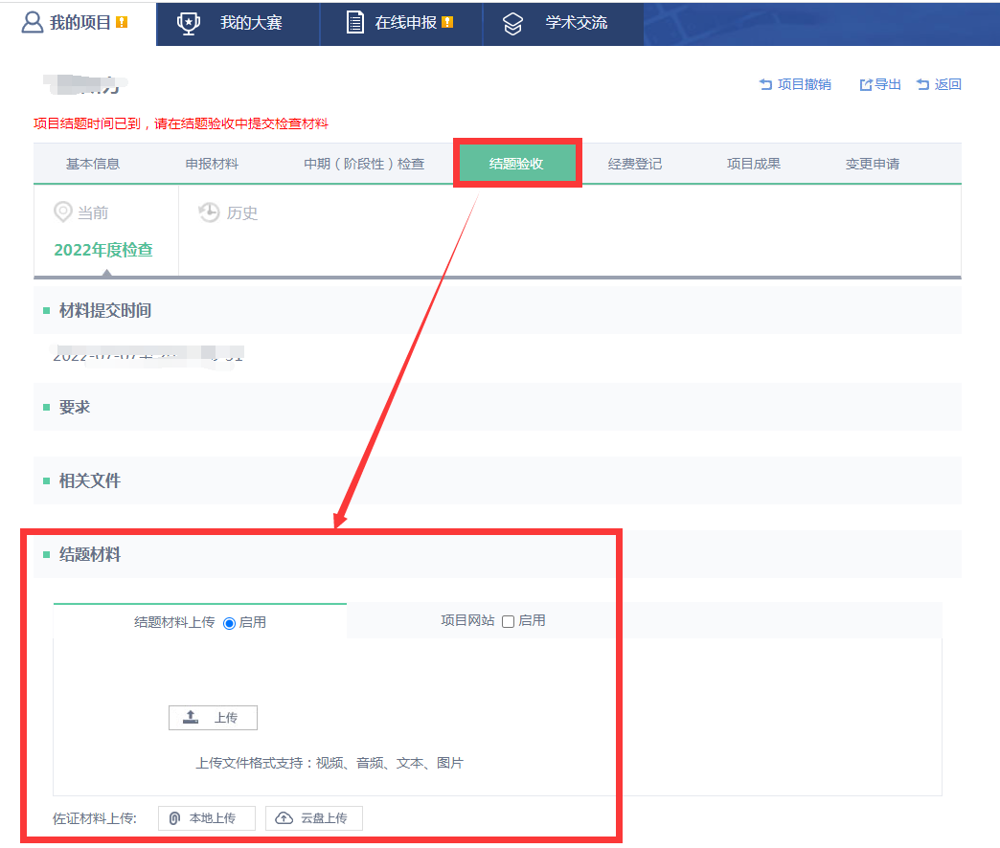 我的项目 我的大赛 在线申报 学术交流
项目撤销 导出 返回
项目结题时间已到，请在结题验收中提交检查材料
基本信息 申报材料 中期（阶段性）检查 结题验收 经费登记 项目成果 变更申请
当前 历史
2022年度检查
材料提交时间
2022-07-07
要求
相关文件
结题材料
结题材料上传 启用 项目网站 启用
上传
上传文件格式支持：视频、音频、文本、图片
佐证材料上传: 本地上传 云盘上传